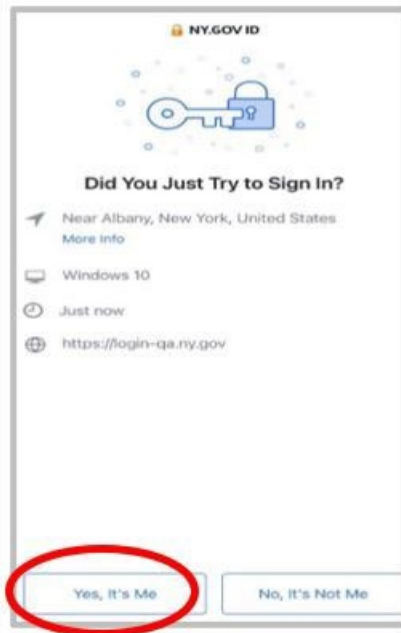 NY.GOV ID
Did You Just Try to Sign In?
Near Albany, New York, United States
More Info
Windows 10
Just now
https://login-qa.ny.gov
Yes, It's Me
No, It's Not Me